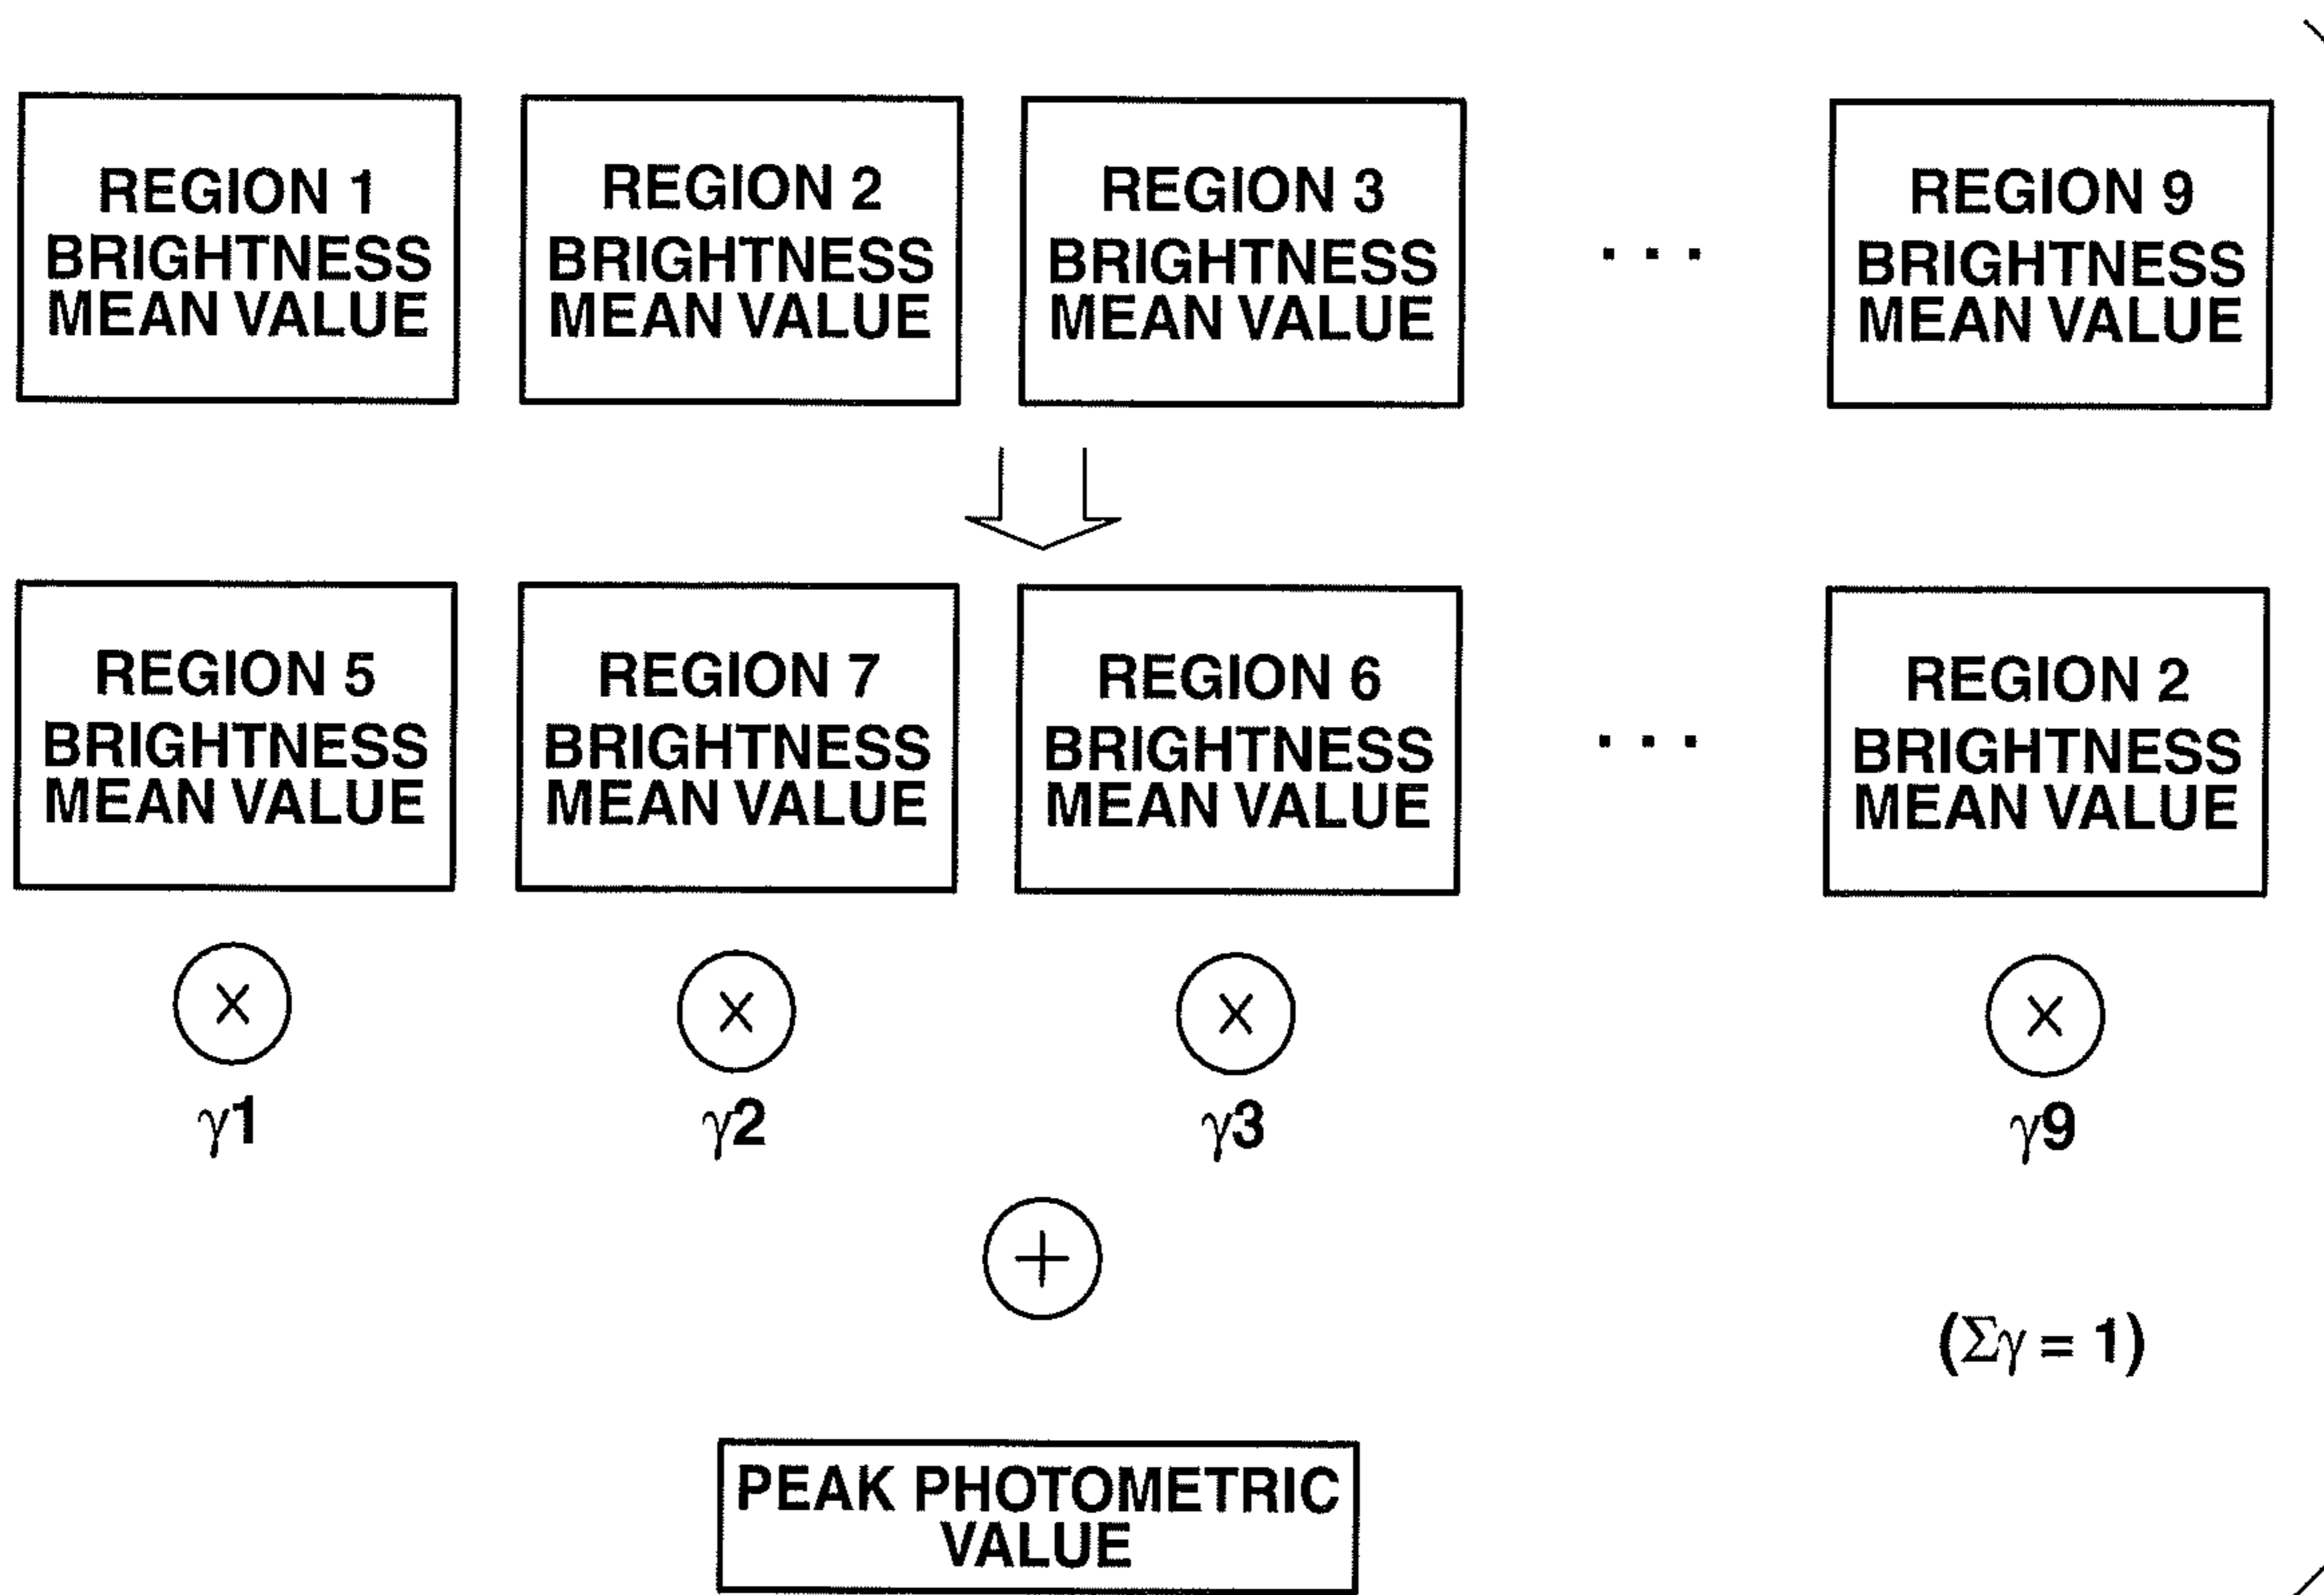 REGION 1
BRIGHTNESS
MEAN VALUE
REGION 2
BRIGHTNESS
MEAN VALUE
REGION 3
BRIGHTNESS
MEAN VALUE
. . .
REGION 9
BRIGHTNESS
MEAN VALUE
REGION 5
BRIGHTNESS
MEAN VALUE
REGION 7
BRIGHTNESS
MEAN VALUE
REGION 6
BRIGHTNESS
MEAN VALUE
. . .
REGION 2
BRIGHTNESS
MEAN VALUE
×
×
×
×
γ1
γ2
γ3
γ9
+
(Σγ = 1)
PEAK PHOTOMETRIC
VALUE